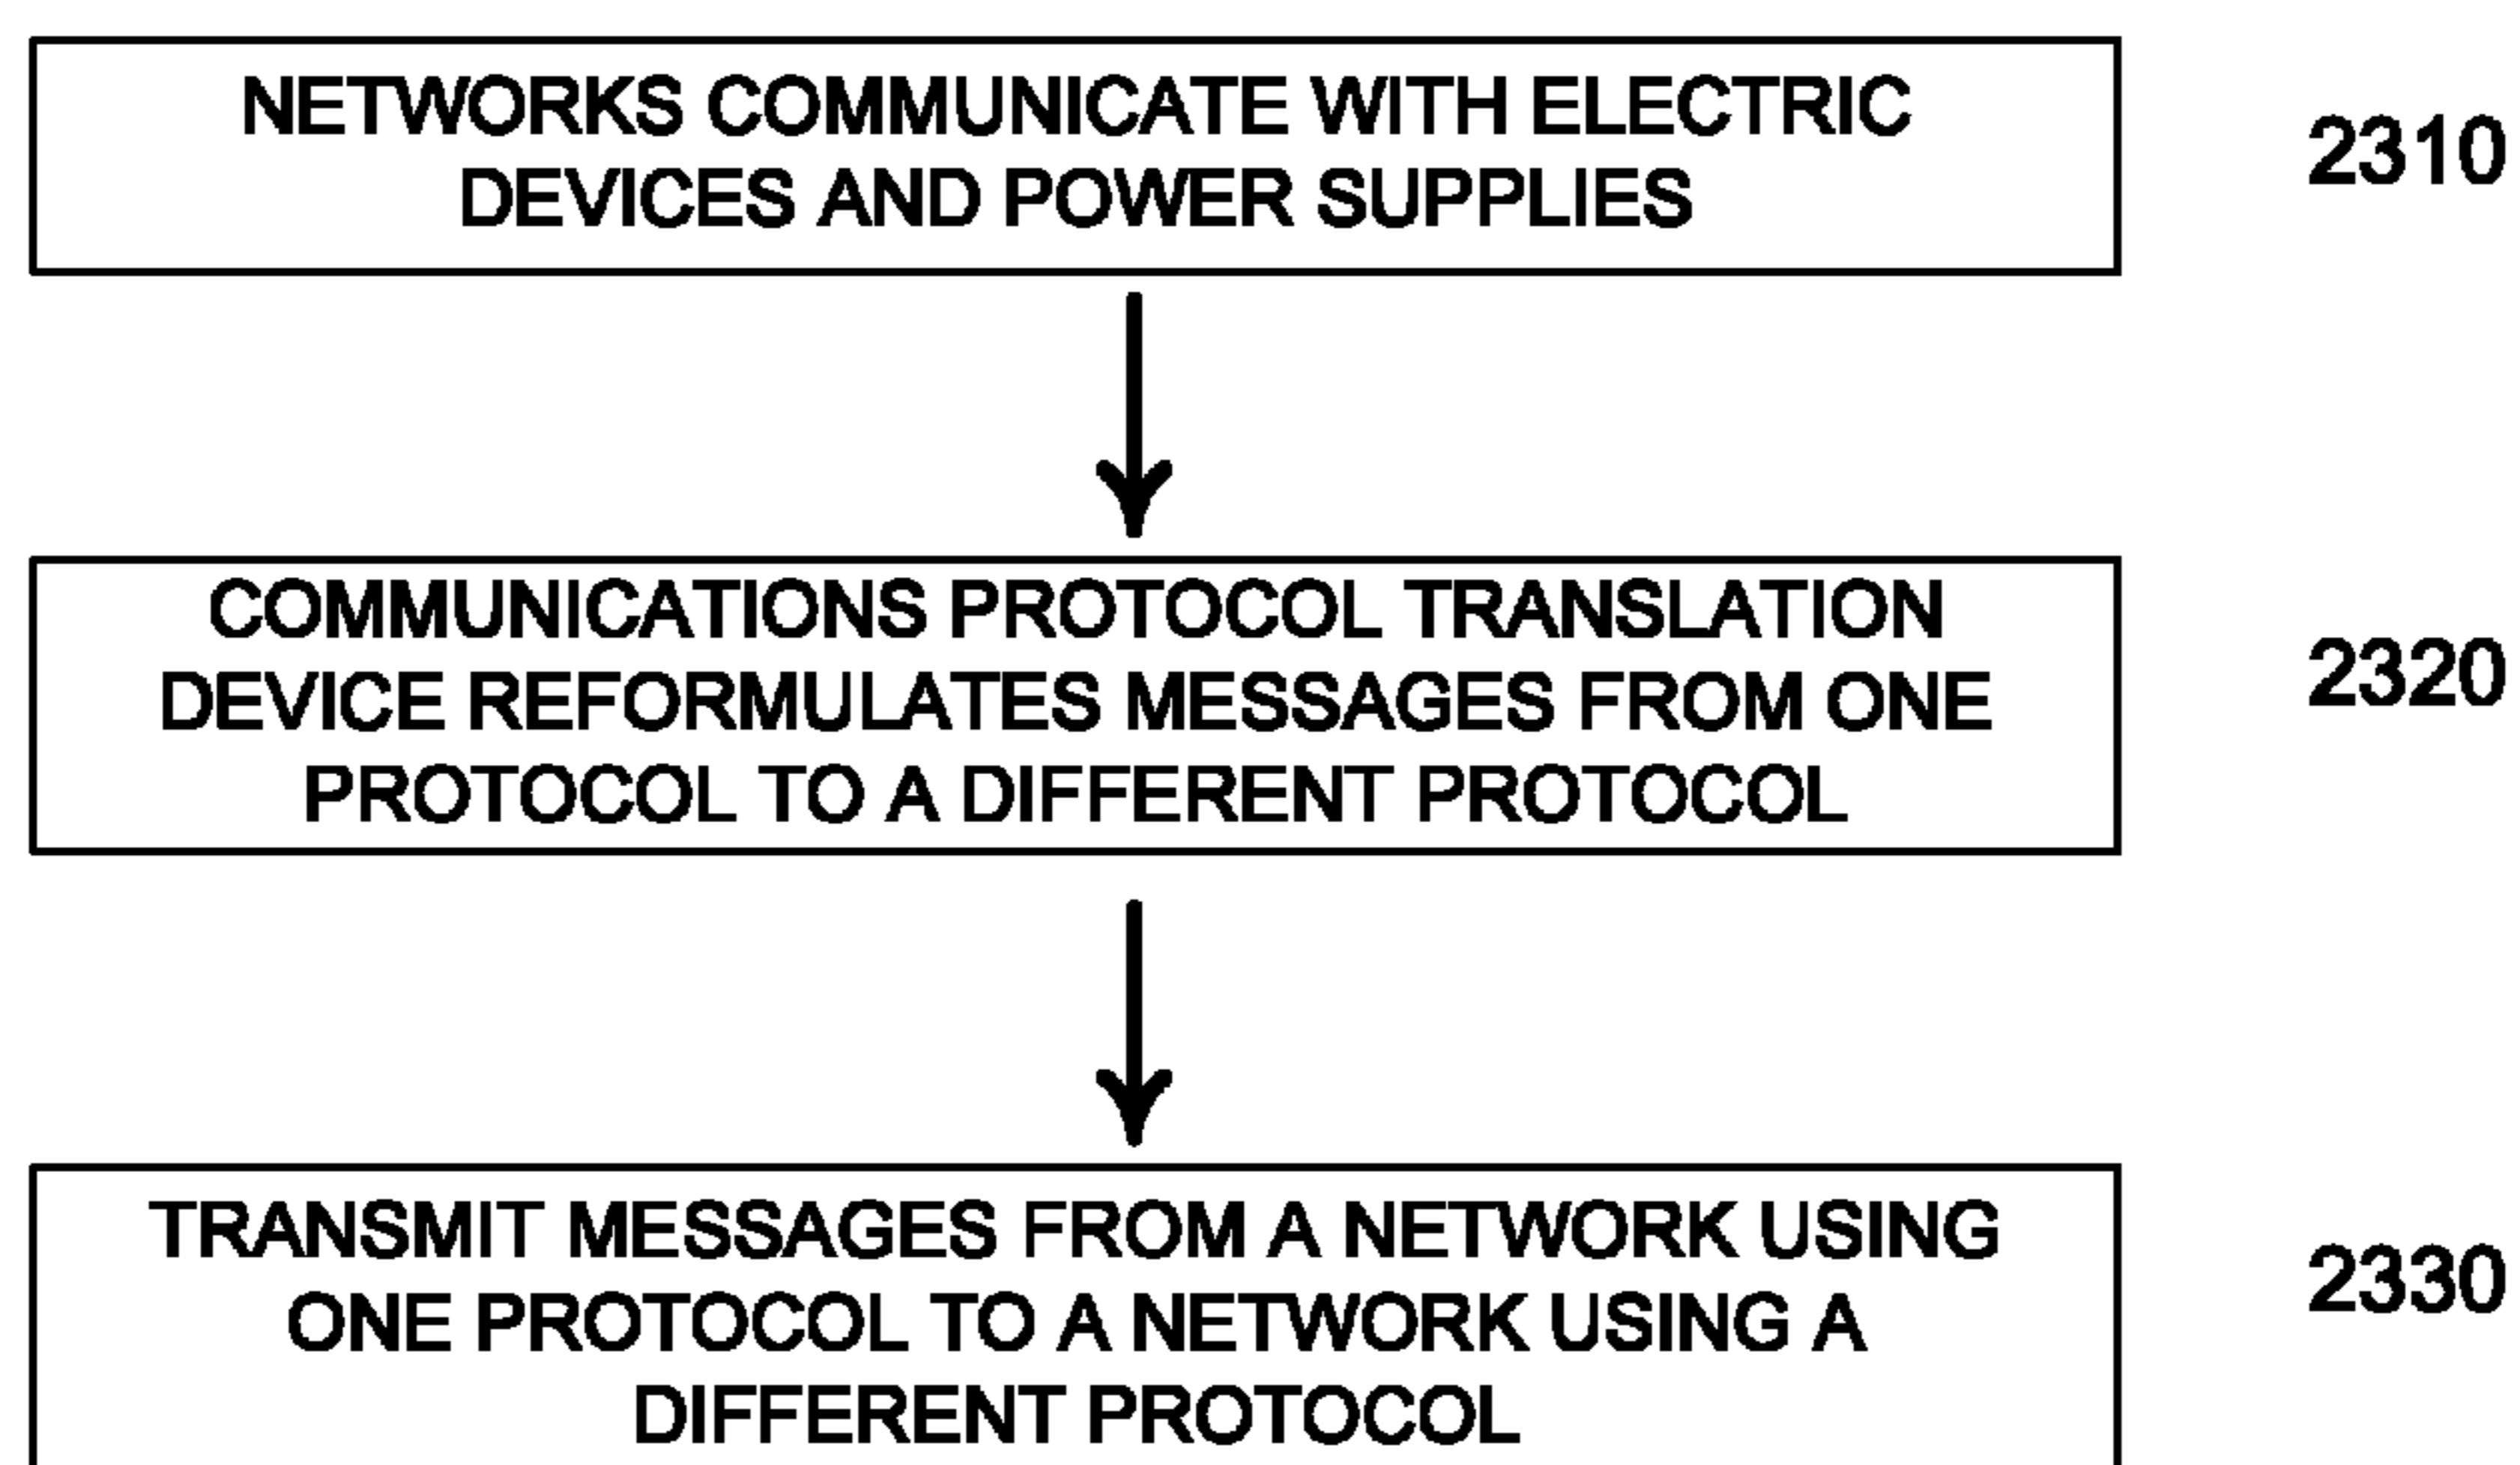 NETWORKS COMMUNICATE WITH ELECTRIC
DEVICES AND POWER SUPPLIES
2310
COMMUNICATIONS PROTOCOL TRANSLATION
DEVICE REFORMULATES MESSAGES FROM ONE
PROTOCOL TO A DIFFERENT PROTOCOL
2320
TRANSMIT MESSAGES FROM A NETWORK USING
ONE PROTOCOL TO A NETWORK USING A
DIFFERENT PROTOCOL
2330